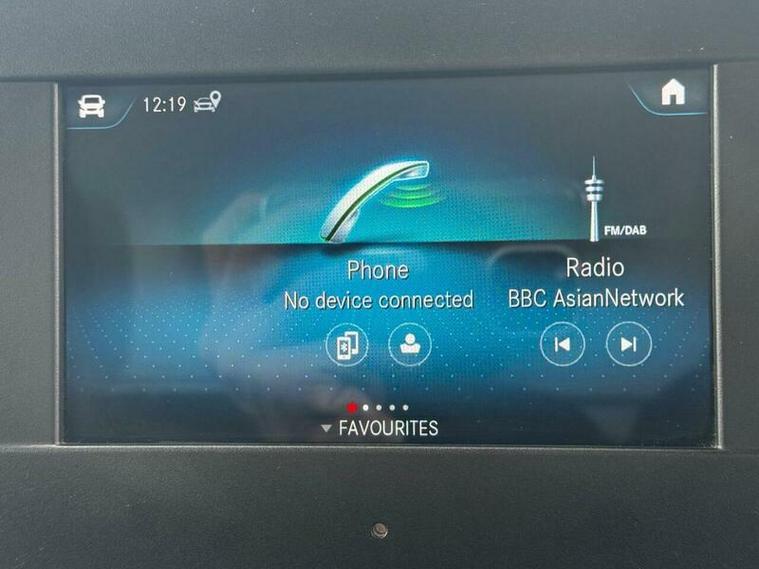 12:19
FM/DAB
Phone
No device connected
Radio
BBC AsianNetwork
FAVOURITES